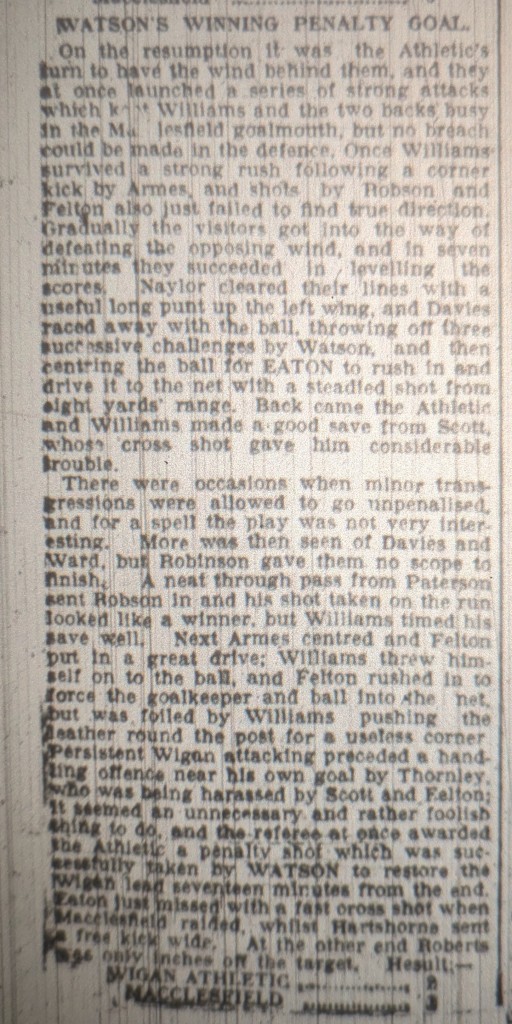 WATSON'S WINNING PENALTY GOAL.
On the resumption it was the Athletic's
turn to have the wind behind them, and they
at once launched a series of strong attacks
which k pt Williams and the two backs busy
in the Ma lesfield goalmouth, but no breach
could be made in the defence. Once Williams
survived a strong rush following a corner
kick by Armes, and shots by Robson and
Felton also just failed to find true direction.
Gradually the visitors got into the way of
defeating the opposing wind, and in seven
minutes they succeeded in levelling the
scores. Naylor cleared their lines with a
useful long punt up the left wing, and Davies
raced away with the ball, throwing off three
successive challenges by Watson, and then
centring the ball for EATON to rush in and
drive it to the net with a steadied shot from
eight yards' range. Back came the Athletic
and Williams made a good save from Scott,
whose cross shot gave him considerable
trouble.
There were occasions when minor trans-
gressions were allowed to go unpenalised,
and for a spell the play was not very inter-
esting. More was then seen of Davies and
Ward, but Robinson gave them no scope to
finish. A neat through pass from Paterson
sent Robson in and his shot taken on the run
looked like a winner, but Williams timed his
save well. Next Armes centred and Felton
put in a great drive; Williams threw him-
self on to the ball, and Felton rushed in to
force the goalkeeper and ball into the net,
but was foiled by Williams pushing the
leather round the post for a useless corner
Persistent Wigan attacking preceded a hand-
ling offence near his own goal by Thornley,
who was being harassed by Scott and Felton;
it seemed an unnecessary and rather foolish
thing to do, and the referee at once awarded
the Athletic a penalty shot which was suc-
cessfully taken by WATSON to restore the
Wigan lead seventeen minutes from the end.
Eaton just missed with a fast cross shot when
Macclesfield raided, whilst Hartshorne sent
a free kick wide. At the other end Roberts
was only inches off the target. Result:—
WIGAN ATHLETIC
MACCLESFIELD